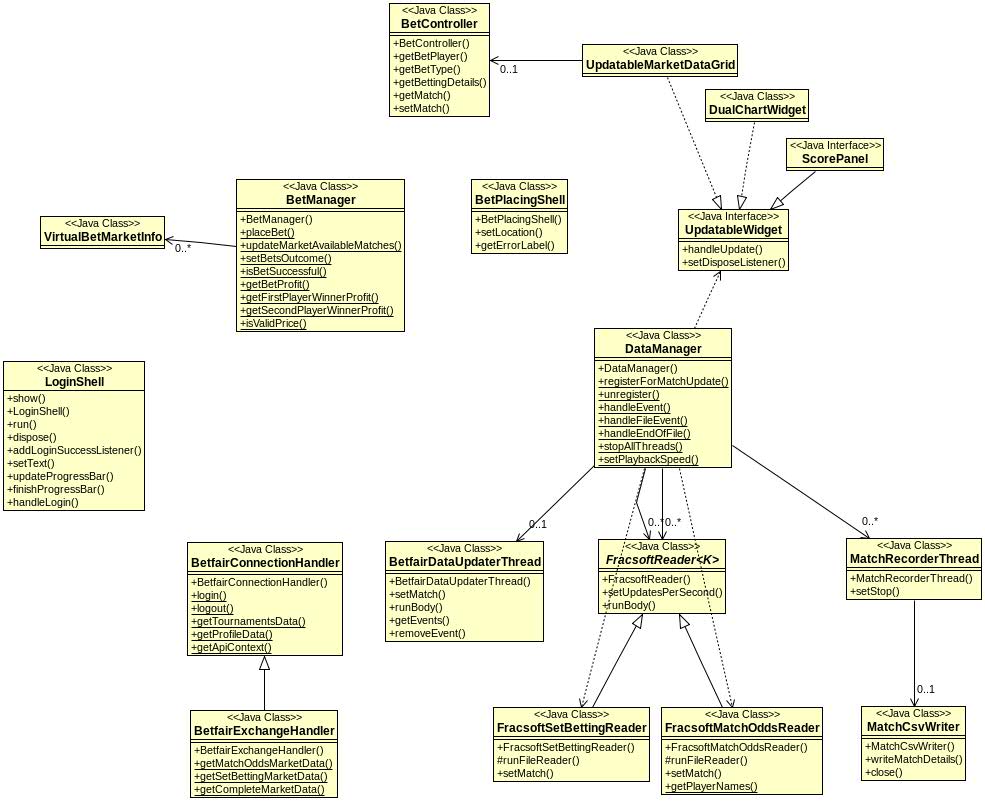 <<Java Class>>
BetController
+BetController()
+getBetPlayer()
+getBetType()
+getBettingDetails()
+getMatch()
+setMatch()
0..1
<<Java Class>>
UpdatableMarketDataGrid
<<Java Class>>
DualChartWidget
<<Java Interface>>
ScorePanel
<<Java Class>>
VirtualBetMarketInfo
0..*
<<Java Class>>
BetManager
+BetManager()
+placeBet()
+updateMarketAvailableMatches()
+setBetsOutcome()
+isBetSuccessful()
+getBetProfit()
+getFirstPlayerWinnerProfit()
+getSecondPlayerWinnerProfit()
+isValidPrice()
<<Java Class>>
BetPlacingShell
+BetPlacingShell()
+setLocation()
+getErrorLabel()
<<Java Interface>>
UpdatableWidget
+handleUpdate()
+setDisposeListener()
<<Java Class>>
LoginShell
+show()
+LoginShell()
+run()
+dispose()
+addLoginSuccessListener()
+setText()
+updateProgressBar()
+finishProgressBar()
+handleLogin()
<<Java Class>>
DataManager
+DataManager()
+registerForMatchUpdate()
+unregister()
+handleEvent()
+handleFileEvent()
+handleEndOfFile()
+stopAllThreads()
+setPlaybackSpeed()
0..1
0..*
0..*
0..*
<<Java Class>>
BetfairConnectionHandler
+BetfairConnectionHandler()
+login()
+logout()
+getTournamentsData()
+getProfileData()
+getApiContext()
<<Java Class>>
BetfairDataUpdaterThread
+BetfairDataUpdaterThread()
+setMatch()
+runBody()
+getEvents()
+removeEvent()
<<Java Class>>
FracsoftReader<K>
+FracsoftReader()
+setUpdatesPerSecond()
+runBody()
<<Java Class>>
MatchRecorderThread
+MatchRecorderThread()
+setStop()
0..1
<<Java Class>>
BetfairExchangeHandler
+BetfairExchangeHandler()
+getMatchOddsMarketData()
+getSetBettingMarketData()
+getCompleteMarketData()
<<Java Class>>
FracsoftSetBettingReader
+FracsoftSetBettingReader()
#runFileReader()
+setMatch()
<<Java Class>>
FracsoftMatchOddsReader
+FracsoftMatchOddsReader()
#runFileReader()
+setMatch()
+getPlayerNames()
<<Java Class>>
MatchCsvWriter
+MatchCsvWriter()
+writeMatchDetails()
+close()